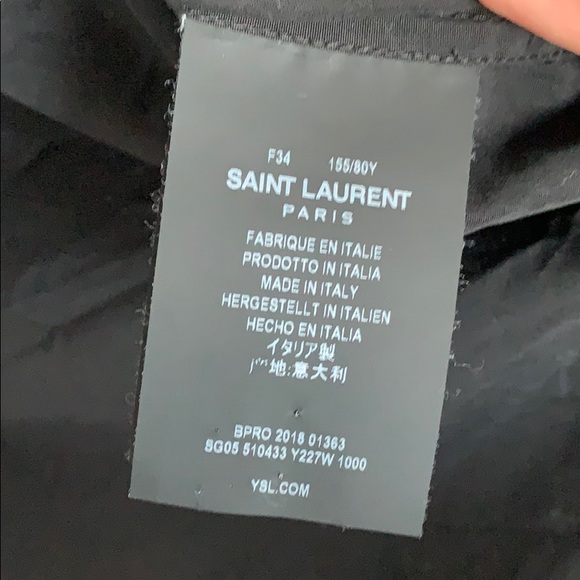 F34 155/80Y
SAINT LAURENT
PARIS
FABRIQUE EN ITALIE
PRODOTTO IN ITALIA
MADE IN ITALY
HERGESTELLT IN ITALIEN
HECHO EN ITALIA
イタリア製
产地:意大利
BPRO 2018 01363
SG05 510433 Y227W 1000
YSL.COM